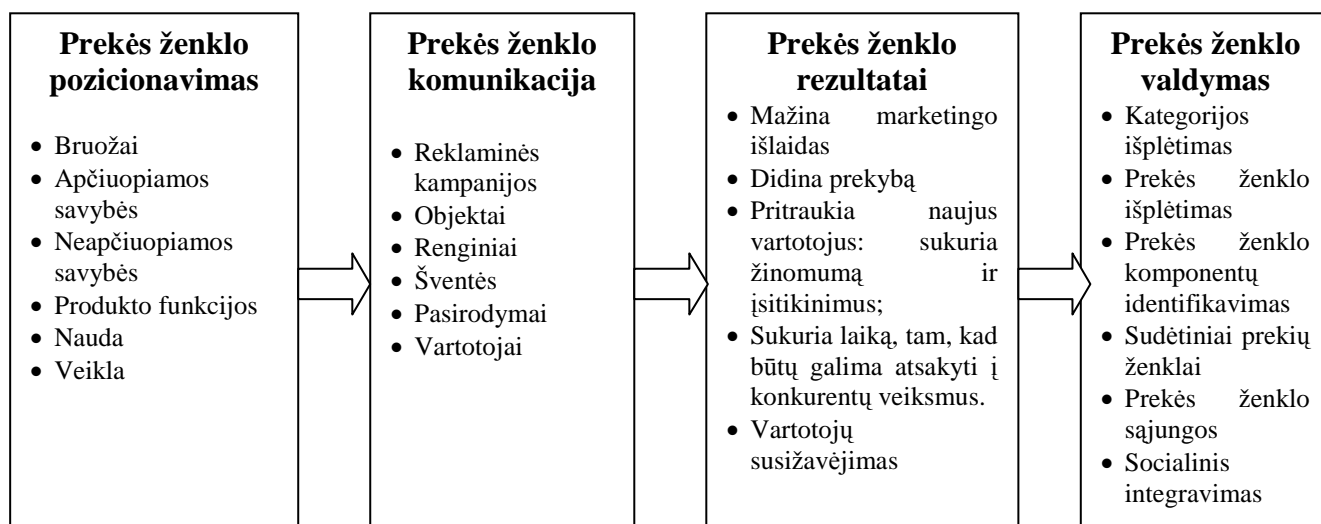 Prekės ženklo
pozicionavimas
• Bruožai
• Apčiuopiamos
savybės
• Neapčiuopiamos
savybės
• Produkto funkcijos
• Nauda
• Veikla
Prekės ženklo
komunikacija
• Reklaminės
kampanijos
• Objektai
• Renginiai
• Šventės
• Pasirodymai
• Vartotojai
Prekės ženklo
rezultatai
• Mažina marketingo
išlaidas
• Didina prekybą
• Pritraukia naujus
vartotojus: sukuria
žinomumą ir
įsitikinimus;
• Sukuria laiką, tam, kad
būtų galima atsakyti į
konkurentų veiksmus.
• Vartotojų
susižavėjimas
Prekės ženklo
valdymas
• Kategorijos
išplėtimas
• Prekės ženklo
išplėtimas
• Prekės ženklo
komponentų
identifikavimas
• Sudėtiniai prekių
ženklai
• Prekės ženklo
sąjungos
• Socialinis
integravimas